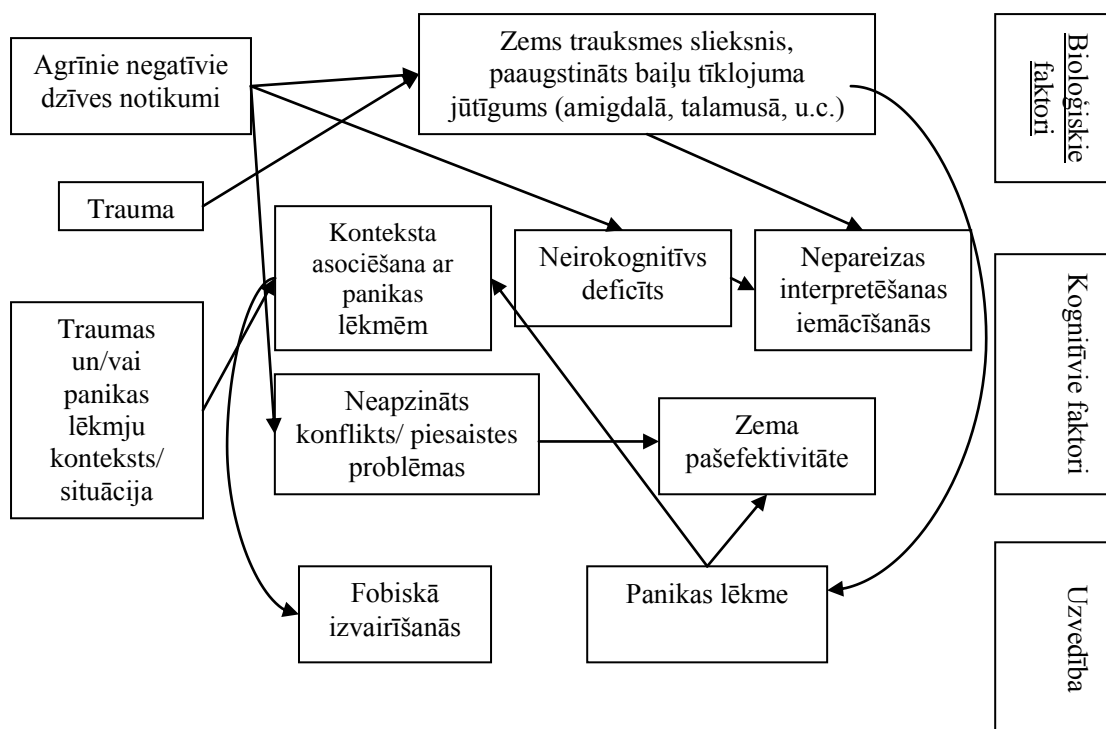 Agrīnie negatīvie
dzīves notikumi
Zems trauksmes slieksnis,
paaugstināts baiļu tīklojuma
jūtīgums (amigdalā, talamusā, u.c.)
Bioloģiskie
faktori
Trauma
Konteksta
asociēšana ar
panikas
lēkmēm
Neirokognitīvs
deficīts
Nepareizas
interpretēšanas
iemācīšanās
Kognitīvie faktori
Traumas
un/vai
panikas
lēkmju
konteksts/
situācija
Neapzināts
konflikts/ piesaistes
problēmas
Zema
pašefektivitāte
Fobiskā
izvairīšanās
Panikas lēkme
Uzvedība